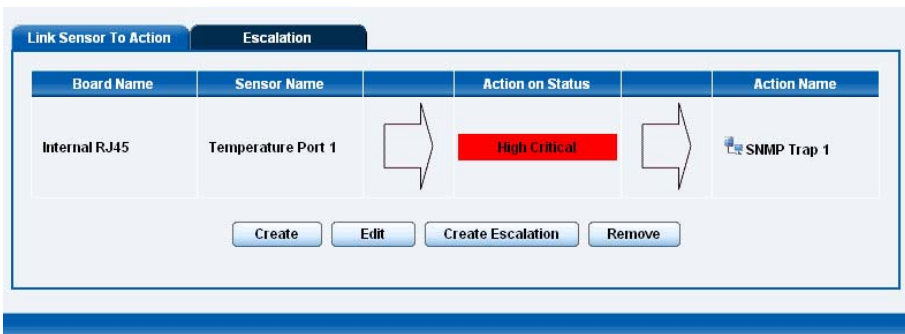 Link Sensor To Action Escalation
Board Name Sensor Name Action on Status Action Name
Internal RJ45 Temperature Port 1 High Critical SNMP Trap 1
Create Edit Create Escalation Remove